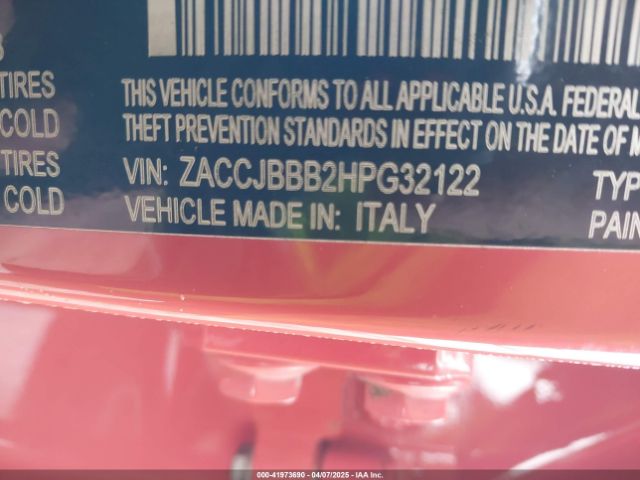 TIRES
COLD
TIRES
COLD
THIS VEHICLE CONFORMS TO ALL APPLICABLE U.S.A. FEDERAL
THEFT PREVENTION STANDARDS IN EFFECT ON THE DATE OF M
VIN: ZACCJBBB2HPG32122 TYP
VEHICLE MADE IN: ITALY PAIN
000-41973690 04/07/2025 - IAA Inc.